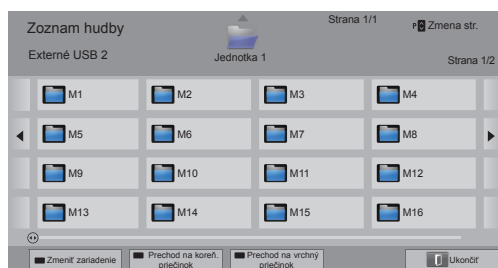 Zoznam hudby
Strana 1/1
P Zmena str.
Externé USB 2
Jednotka 1
Strana 1/2
M1 M2 M3 M4
M5 M6 M7 M8
M9 M10 M11 M12
M13 M14 M15 M16
Zmeniť zariadenie
Prechod na koreň.
priečinok
Prechod na vrchný
priečinok
Ukončiť